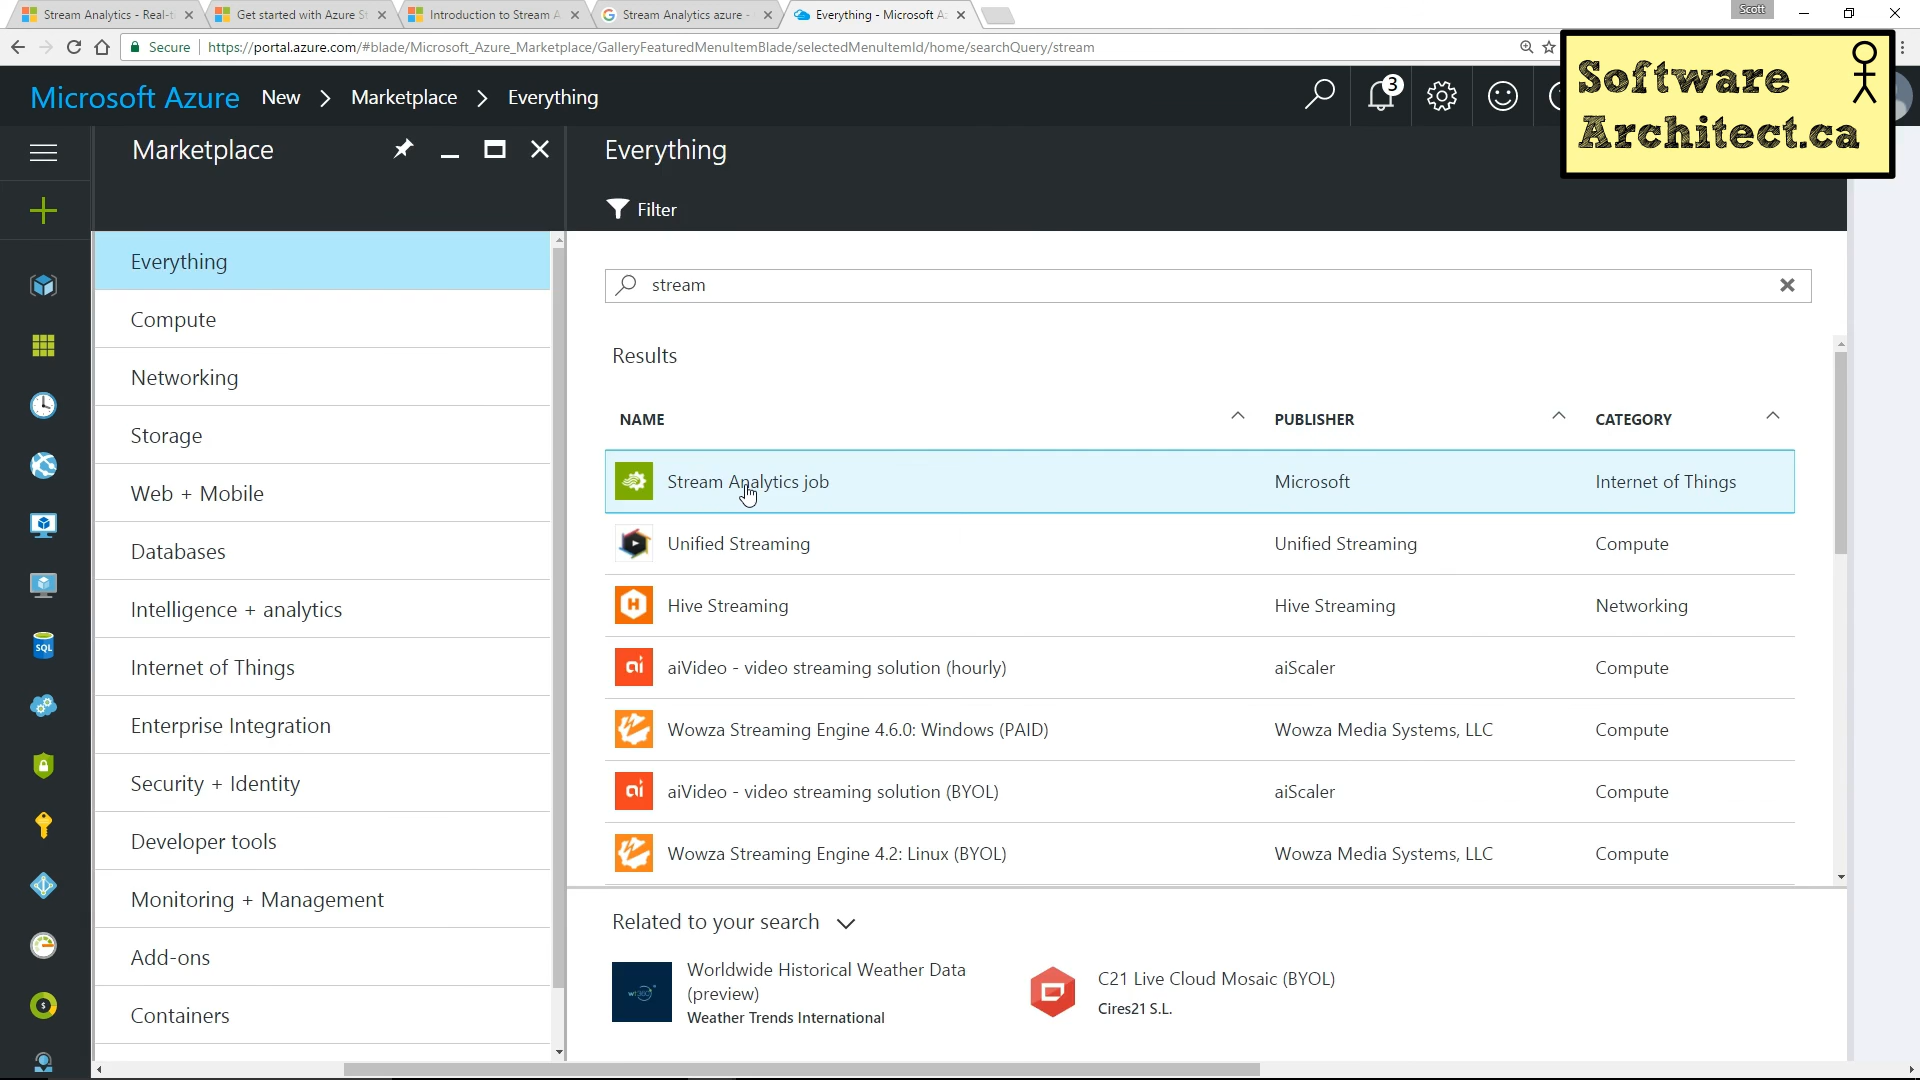 Stream Analytics - Real-t
Get started with Azure St
Introduction to Stream A
Stream Analytics azure -
Everything - Microsoft A
Scott
Secure
https://portal.azure.com/#blade/Microsoft_Azure_Marketplace/GalleryFeaturedMenuItemBlade/selectedMenuItemId/home/searchQuery/stream
Software
Architect.ca
Microsoft Azure
New
Marketplace
Everything
3
Marketplace
Everything
Filter
Everything
Compute
Networking
Storage
Web + Mobile
Databases
Intelligence + analytics
Internet of Things
Enterprise Integration
Security + Identity
Developer tools
Monitoring + Management
Add-ons
Containers
SQL
stream
Results
NAME PUBLISHER CATEGORY
Stream Analytics job Microsoft Internet of Things
Unified Streaming Unified Streaming Compute
H Hive Streaming Hive Streaming Networking
ai aiVideo - video streaming solution (hourly) aiScaler Compute
Wowza Streaming Engine 4.6.0: Windows (PAID) Wowza Media Systems, LLC Compute
ai aiVideo - video streaming solution (BYOL) aiScaler Compute
Wowza Streaming Engine 4.2: Linux (BYOL) Wowza Media Systems, LLC Compute
Related to your search
Worldwide Historical Weather Data
(preview)
Weather Trends International
C21 Live Cloud Mosaic (BYOL)
Cires21 S.L.